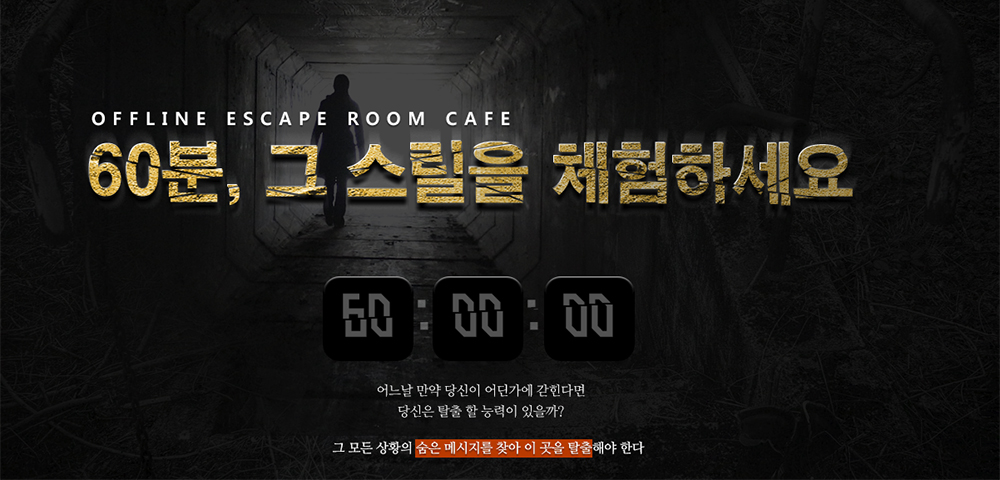 OFFLINE ESCAPE ROOM CAFE
60분, 그 스릴을 체험하세요
60:00:00
어느날 만약 당신이 어딘가에 갇힌다면
당신은 탈출 할 능력이 있을까?
그 모든 상황의 숨은 메시지를 찾아 이 곳을 탈출해야 한다